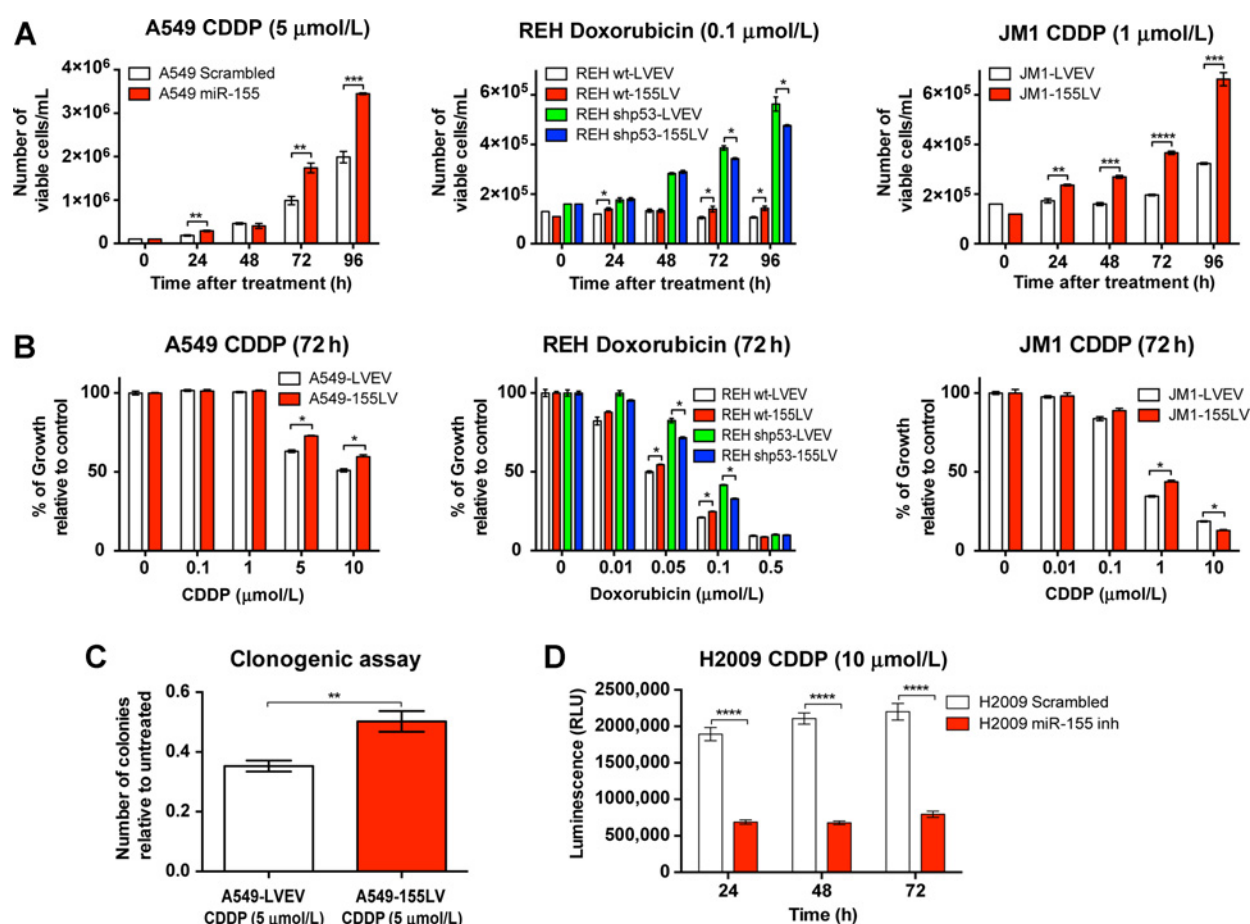 A
A549 CDDP (5 μmol/L)
Number of
viable cells/mL
4×10⁶
3×10⁶
2×10⁶
1×10⁶
0
A549 Scrambled
A549 miR-155
**
**
***
0 24 48 72 96
Time after treatment (h)
REH Doxorubicin (0.1 μmol/L)
Number of
viable cells/mL
6×10⁵
4×10⁵
2×10⁵
0
REH wt-LVEV
REH wt-155LV
REH shp53-LVEV
REH shp53-155LV
*
*
*
*
*
0 24 48 72 96
Time after treatment (h)
JM1 CDDP (1 μmol/L)
Number of
viable cells/mL
6×10⁵
4×10⁵
2×10⁵
0
JM1-LVEV
JM1-155LV
**
***
****
***
0 24 48 72 96
Time after treatment (h)
B
A549 CDDP (72 h)
% of Growth
relative to control
100
50
0
A549-LVEV
A549-155LV
*
*
0 0.1 1 5 10
CDDP (μmol/L)
REH Doxorubicin (72 h)
% of Growth
relative to control
100
50
0
REH wt-LVEV
REH wt-155LV
REH shp53-LVEV
REH shp53-155LV
*
*
*
*
0 0.01 0.05 0.1 0.5
Doxorubicin (μmol/L)
JM1 CDDP (72 h)
% of Growth
relative to control
100
50
0
JM1-LVEV
JM1-155LV
*
*
0 0.01 0.1 1 10
CDDP (μmol/L)
C
Clonogenic assay
Number of colonies
relative to untreated
0.6
0.4
0.2
0.0
**
A549-LVEV
CDDP (5 μmol/L)
A549-155LV
CDDP (5 μmol/L)
D
H2009 CDDP (10 μmol/L)
Luminescence (RLU)
2500,000
2000,000
1500,000
1000,000
500,000
0
****
****
****
H2009 Scrambled
H2009 miR-155 inh
24 48 72
Time (h)